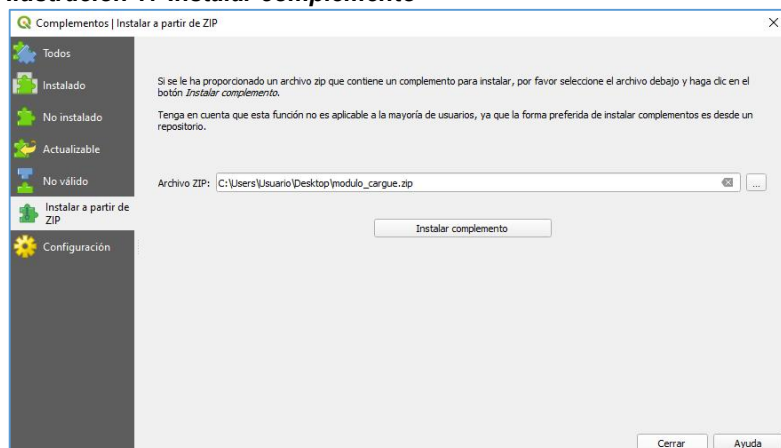 Ilustración 1. Instalar complemento
Complementos | Instalar a partir de ZIP
Todos
Instalado
No instalado
Actualizable
No válido
Instalar a partir de
ZIP
Configuración
Si se le ha proporcionado un archivo zip que contiene un complemento para instalar, por favor seleccione el archivo debajo y haga clic en el
botón Instalar complemento.
Tenga en cuenta que esta función no es aplicable a la mayoría de usuarios, ya que la forma preferida de instalar complementos es desde un
repositorio.
Archivo ZIP: C:\Users\Usuario\Desktop\modulo_cargue.zip ...
Instalar complemento
Cerrar Ayuda